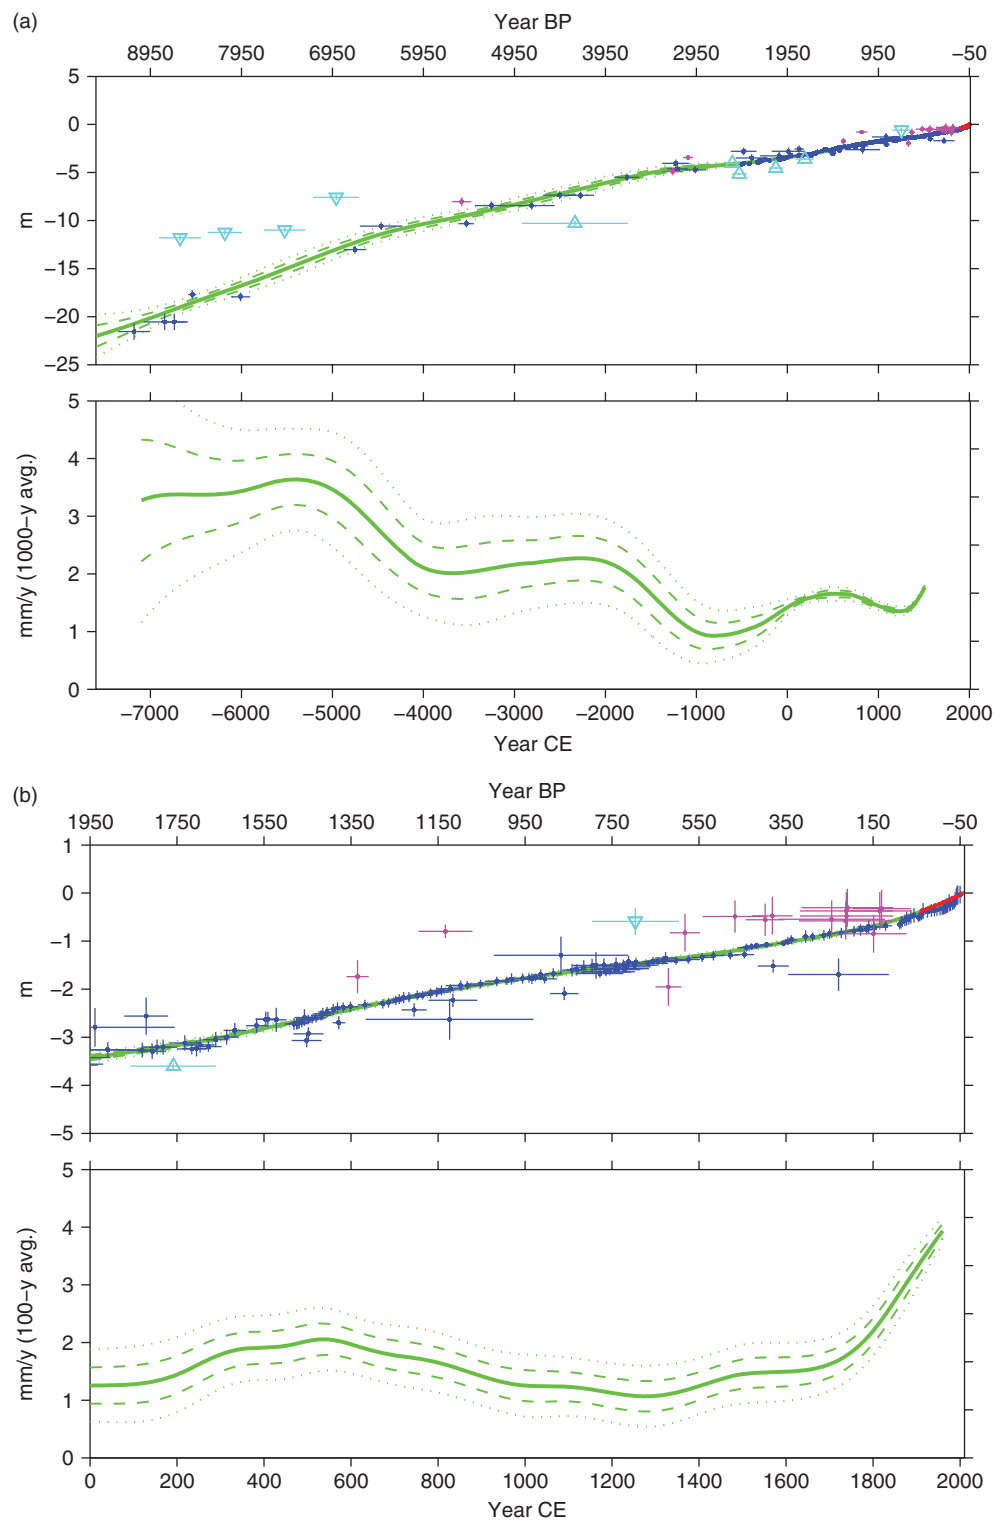 (a)
Year BP
8950 7950 6950 5950 4950 3950 2950 1950 950 −50
5
0
−5
−10
−15
−20
−25
m
5
4
3
2
1
0
mm/y (1000−y avg.)
−7000 −6000 −5000 −4000 −3000 −2000 −1000 0 1000 2000
Year CE
(b)
Year BP
1950 1750 1550 1350 1150 950 750 550 350 150 −50
1
0
−1
−2
−3
−4
−5
m
5
4
3
2
1
0
mm/y (100−y avg.)
0 200 400 600 800 1000 1200 1400 1600 1800 2000
Year CE